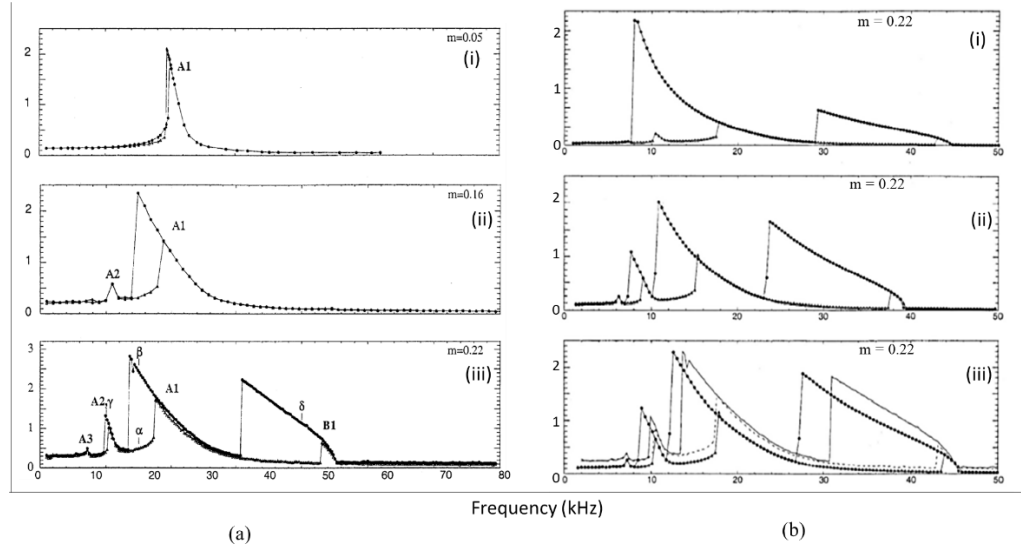 m=0.05
(i)
A1
2
1
0
m=0.16
(ii)
A1
A2
2
1
0
m=0.22
(iii)
3
2
1
0
β
A1
A2,γ
δ
α
B1
A3
0 10 20 30 40 50 60 70 80
(a)
m = 0.22
(i)
2
1
0
0 10 20 30 40 50
m = 0.22
(ii)
2
1
0
0 10 20 30 40 50
m = 0.22
(iii)
2
1
0
0 10 20 30 40 50
Frequency (kHz)
(b)